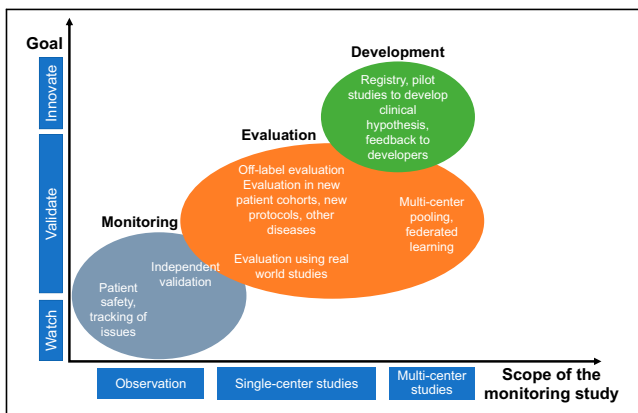 Goal
Innovate
Validate
Watch
Development
Registry, pilot
studies to develop
clinical
hypothesis,
feedback to
developers
Evaluation
Off-label evaluation
Evaluation in new
patient cohorts, new
protocols, other
diseases
Evaluation using real
world studies
Multi-center
pooling,
federated
learning
Monitoring
Independent
validation
Patient
safety,
tracking of
issues
Observation
Single-center studies
Multi-center
studies
Scope of the
monitoring study